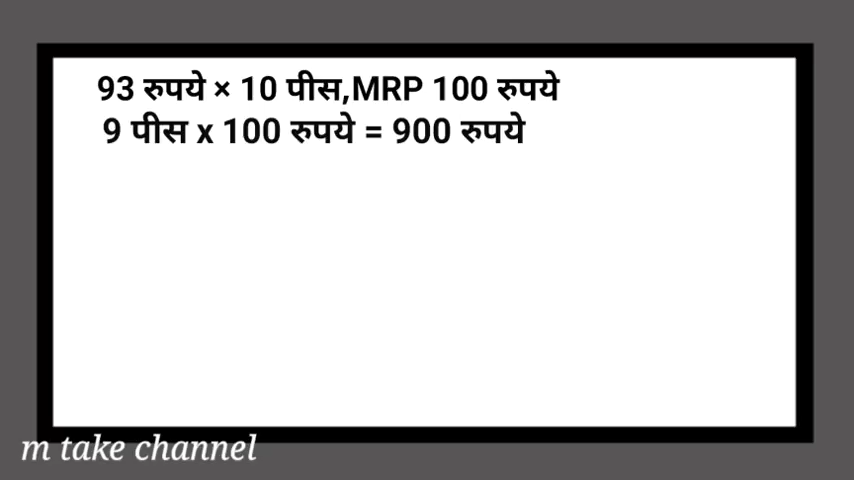 93 रुपये × 10 पीस,MRP 100 रुपये
9 पीस x 100 रुपये = 900 रुपये
m take channel